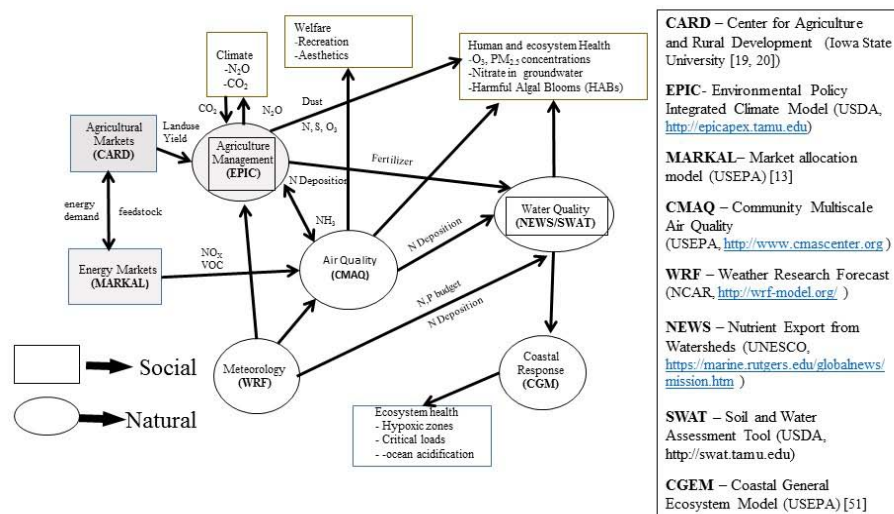 Climate
-N₂O
-CO₂
Welfare
-Recreation
-Aesthetics
Human and ecosystem Health
-O₃, PM₂.₅ concentrations
-Nitrate in groundwater
-Harmful Algal Blooms (HABs)
CO₂
N₂O
Dust
N, S, O₃
Agricultural
Markets
(CARD)
Landuse
Yield
Agriculture
Management
(EPIC)
Fertilizer
N Deposition
energy
demand
feedstock
NH₃
Water Quality
(NEWS/SWAT)
Energy Markets
(MARKAL)
NOₓ
VOC
Air Quality
(CMAQ)
N Deposition
N,P budget
N Deposition
Meteorology
(WRF)
Coastal
Response
(CGM)
Social
Natural
Ecosystem health
- Hypoxic zones
- Critical loads
- -ocean acidification
CARD – Center for Agriculture
and Rural Development (Iowa State
University [19, 20])
EPIC- Environmental Policy
Integrated Climate Model (USDA,
http://epicapex.tamu.edu)
MARKAL– Market allocation
model (USEPA) [13]
CMAQ – Community Multiscale
Air Quality
(USEPA, http://www.cmascenter.org )
WRF – Weather Research Forecast
(NCAR, http://wrf-model.org/ )
NEWS – Nutrient Export from
Watersheds (UNESCO,
https://marine.rutgers.edu/globalnews/
mission.htm )
SWAT – Soil and Water
Assessment Tool (USDA,
http://swat.tamu.edu)
CGEM – Coastal General
Ecosystem Model (USEPA) [51]